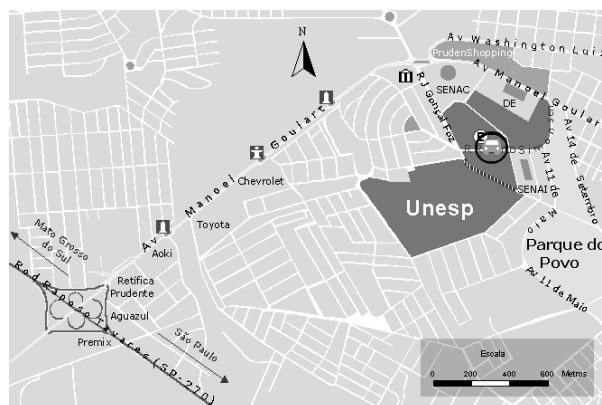 N
Av Washington Luiz
PrudenShopping
Av Manoel Goulart
SENAC
DE
R J Gonçal Foz
E
Av 14 de Setembro
Av 11 de Maio
SENAI
Av Manoel Goulart
Chevrolet
Unesp
Toyota
Aoki
Parque do
Povo
Mato Grosso
do Sul
Retífica
Prudente
Av 11 de Maio
Aguazul
Rod Raposo Tavares (SP-270)
São Paulo
Premix
Escala
0 200 400 600 Metros